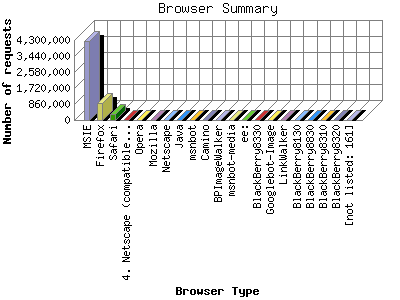 Browser Summary
Number of requests
4,300,000
3,440,000
2,580,000
1,720,000
860,000
0
MSIE
Firefox
Safari
4. Netscape (compatible...
Opera
Mozilla
Netscape
Java
msnbot
Camino
BPImageWalker
msnbot-media
ee:
BlackBerry8330
Googlebot-Image
LinkWalker
BlackBerry8130
BlackBerry8830
BlackBerry8310
BlackBerry8320
[not listed: 161]
Browser Type